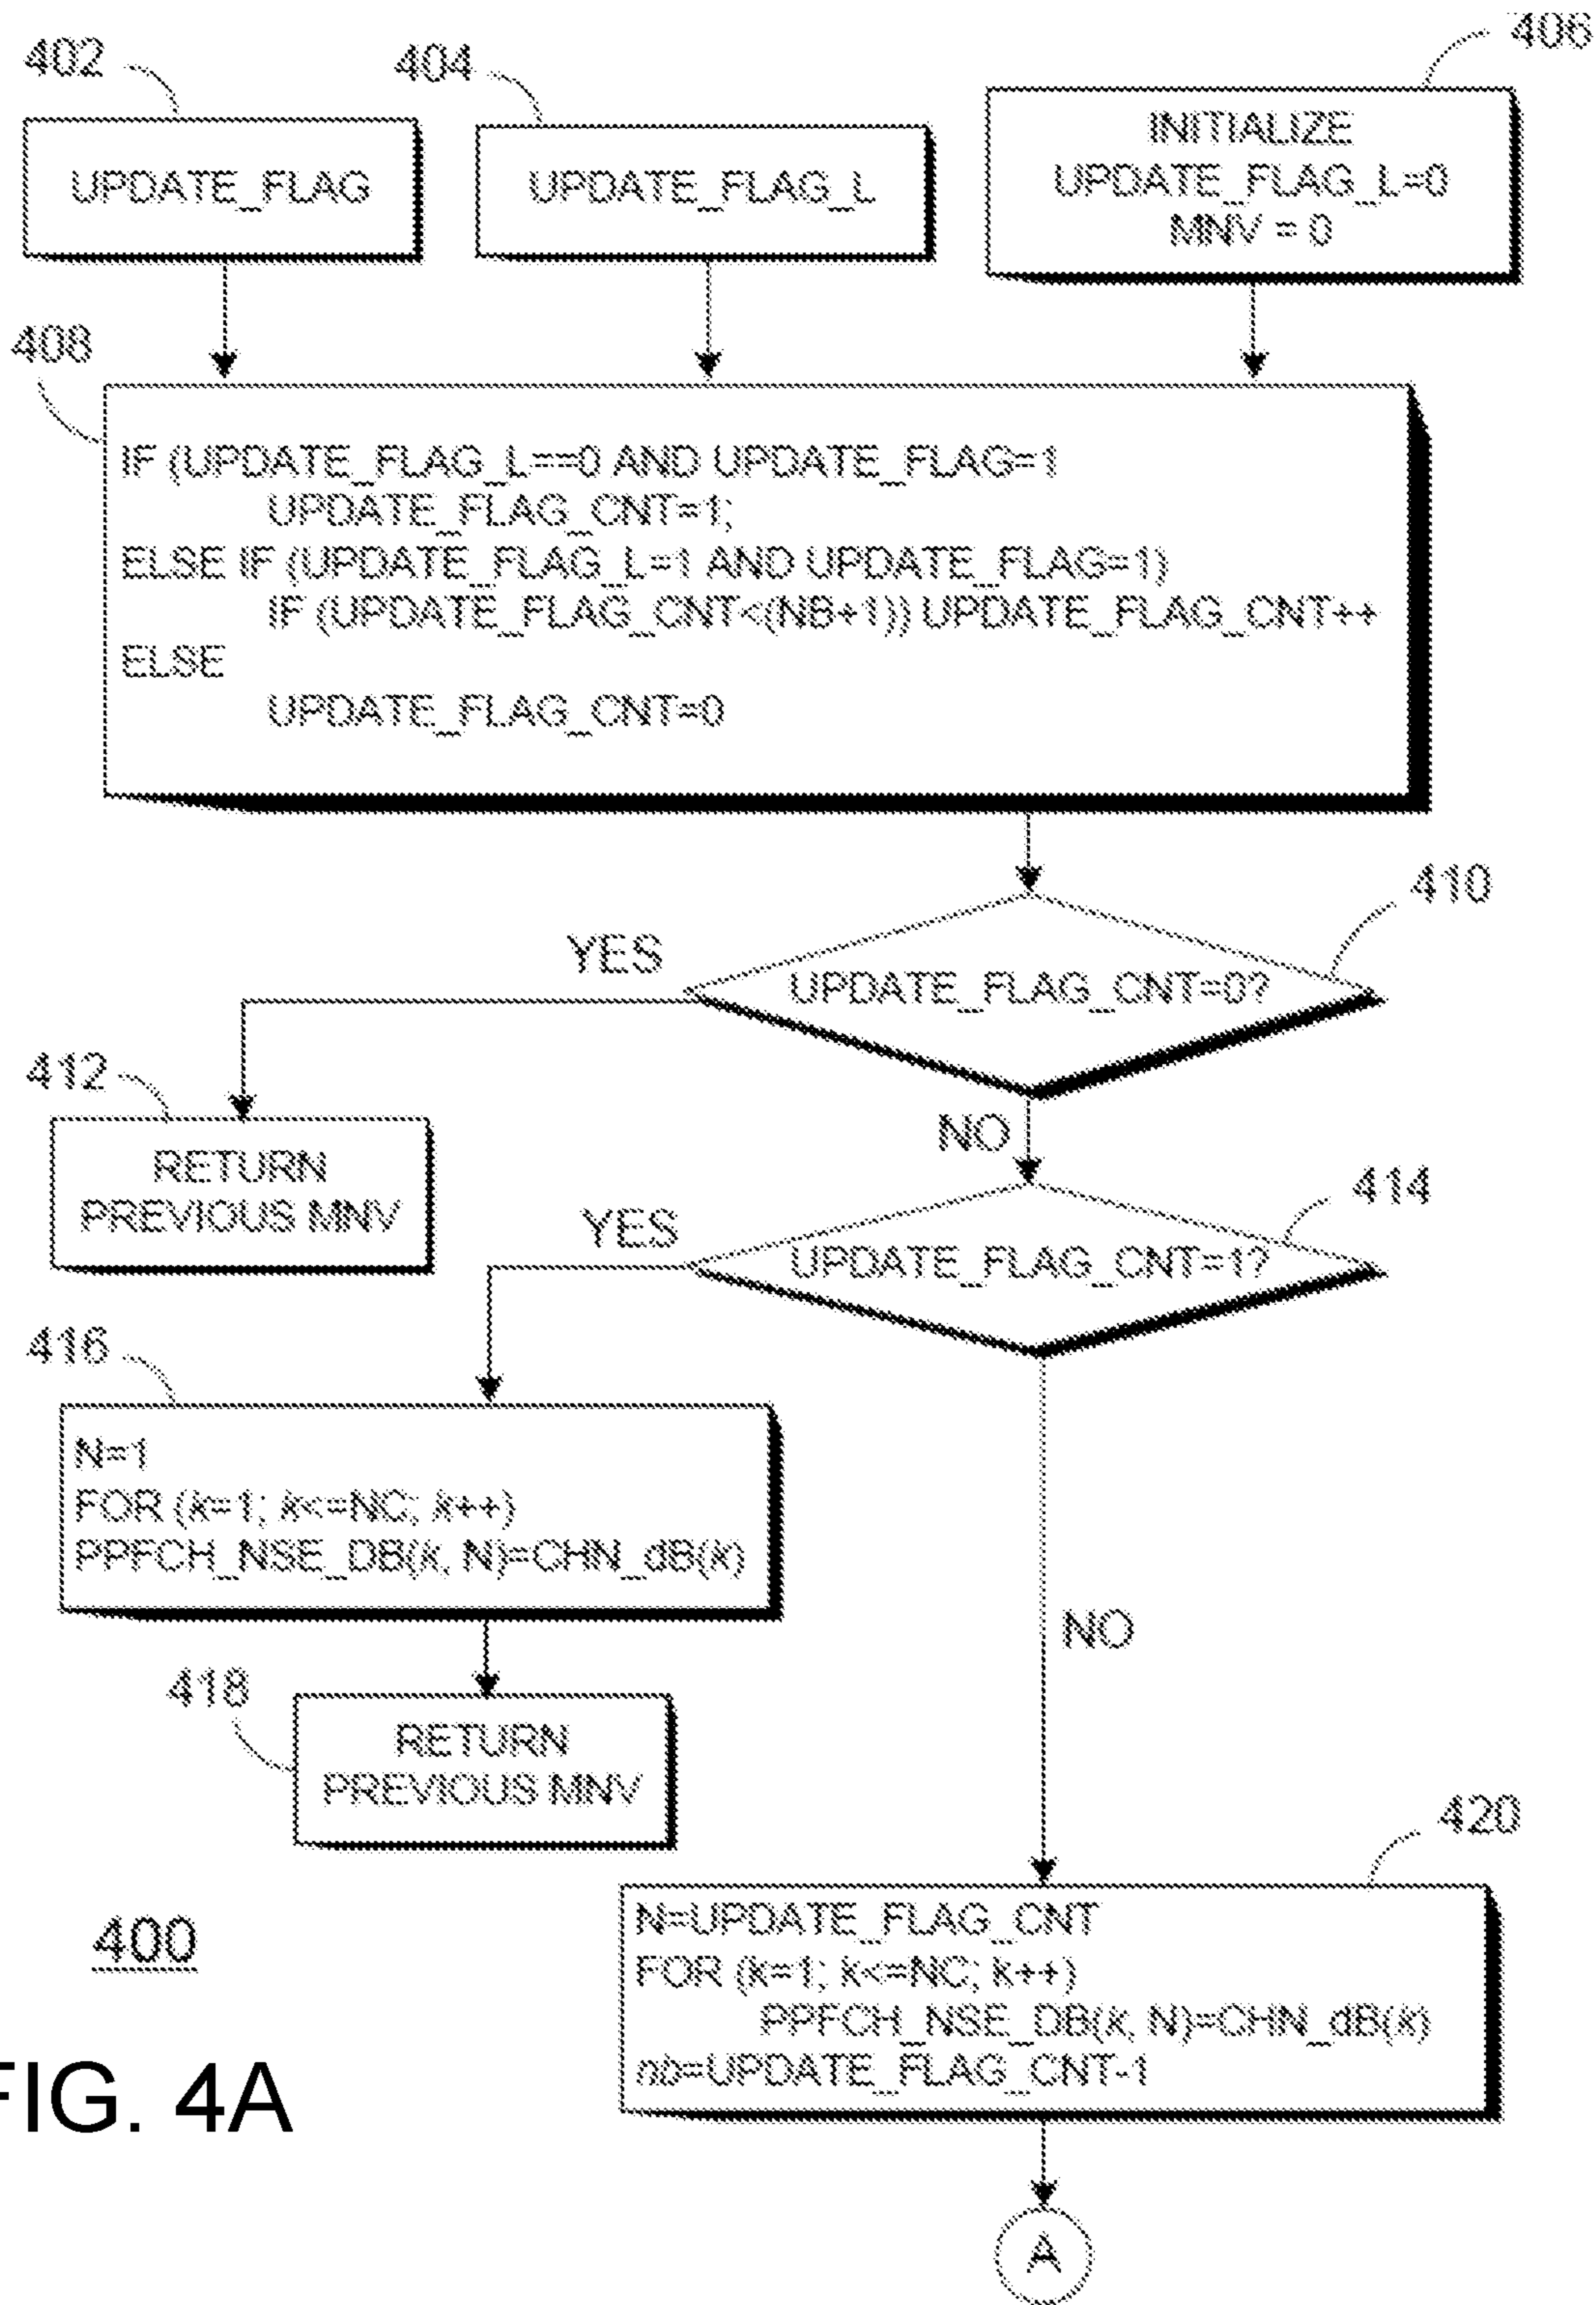 402
404
406
UPDATE_FLAG
UPDATE_FLAG_L
INITIALIZE
UPDATE_FLAG_L=0
MNV = 0
408
IF (UPDATE_FLAG_L==0 AND UPDATE_FLAG=1
UPDATE_FLAG_CNT=1;
ELSE IF (UPDATE_FLAG_L=1 AND UPDATE_FLAG=1)
IF (UPDATE_FLAG_CNT<(NB+1)) UPDATE_FLAG_CNT++
ELSE
UPDATE_FLAG_CNT=0
410
YES
UPDATE_FLAG_CNT=0?
412
RETURN
PREVIOUS MNV
NO
414
YES
UPDATE_FLAG_CNT=1?
416
N=1
FOR (k=1; k<=NC; k++)
PPFCH_NSE_DB(k, N)=CHN_dB(k)
NO
418
RETURN
PREVIOUS MNV
420
N=UPDATE_FLAG_CNT
FOR (k=1; k<=NC; k++)
PPFCH_NSE_DB(k, N)=CHN_dB(k)
nb=UPDATE_FLAG_CNT-1
400
FIG. 4A
A